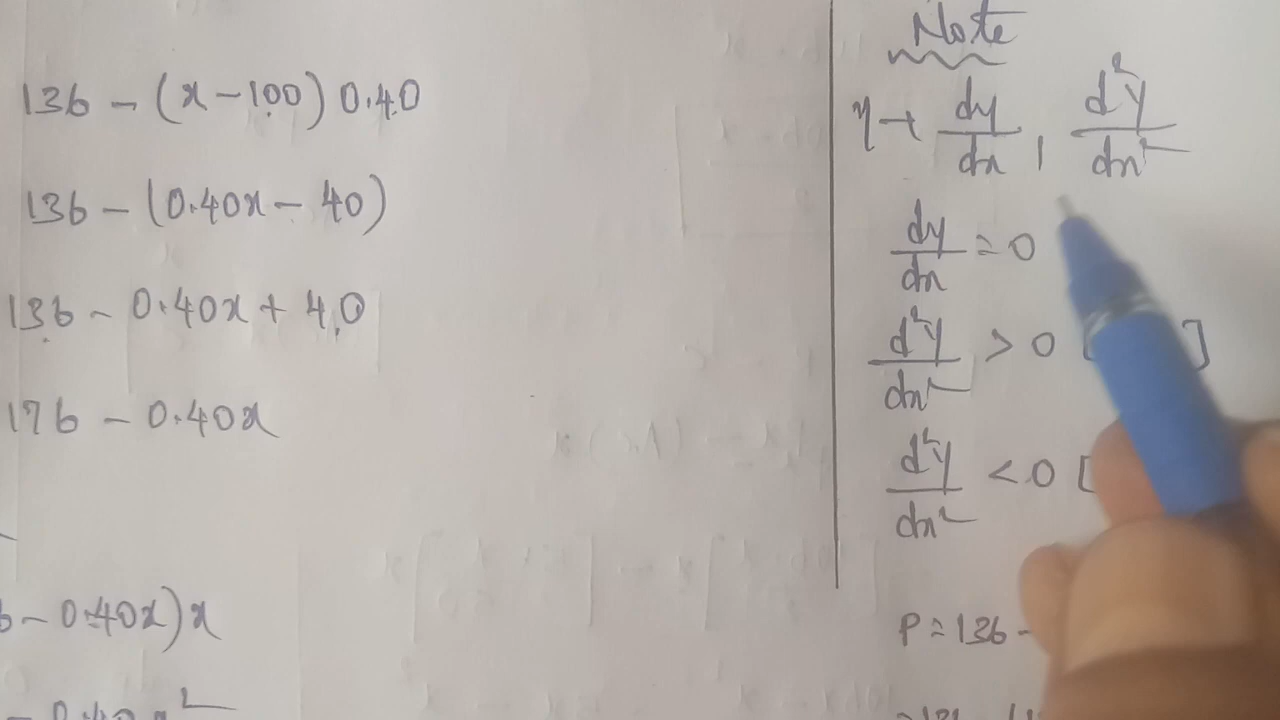 136 - (x - 100) 0.40
136 - (0.40x - 40)
136 - 0.40x + 40
176 - 0.40x
- 0.40x)x
Note
y → dy/dx, d²y/dx²
dy/dx = 0
d²y/dx² > 0 [ ]
d²y/dx² < 0 [
P = 136 -